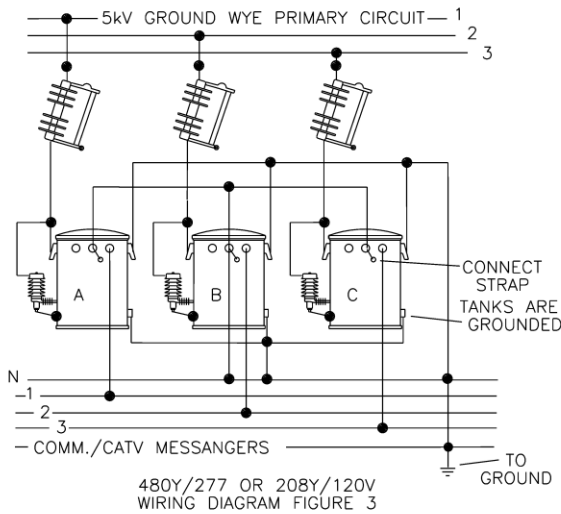 5kV GROUND WYE PRIMARY CIRCUIT 1
2
3
A
B
C
CONNECT
STRAP
TANKS ARE
GROUNDED
N
1
2
3
COMM./CATV MESSANGERS
TO
GROUND
480Y/277 OR 208Y/120V
WIRING DIAGRAM FIGURE 3